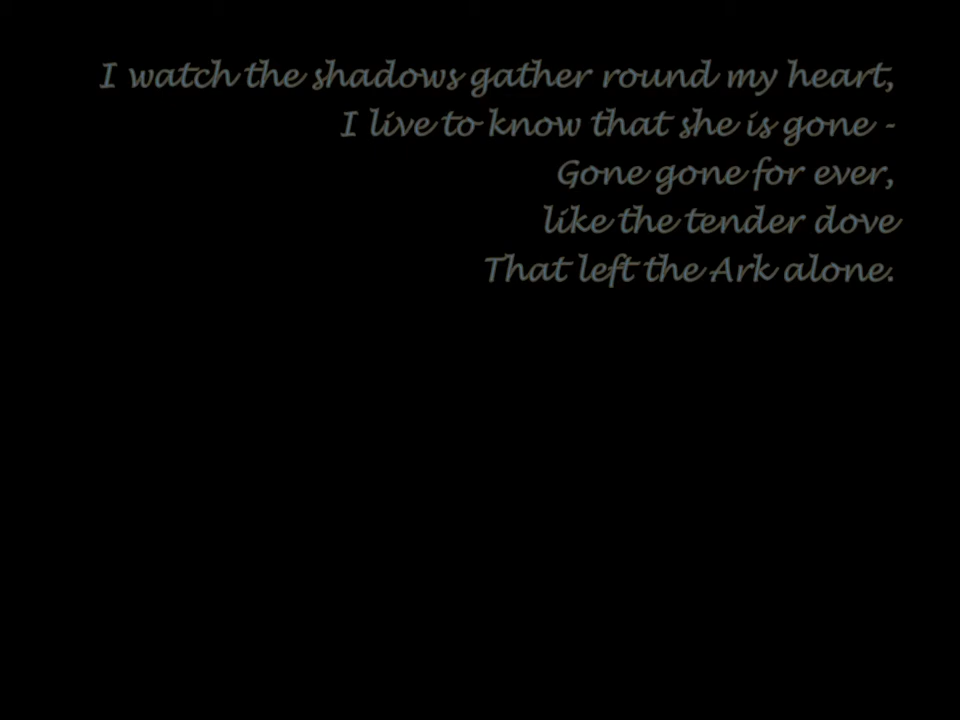 I watch the shadows gather round my heart,
I live to know that she is gone -
Gone gone for ever,
like the tender dove
That left the Ark alone.